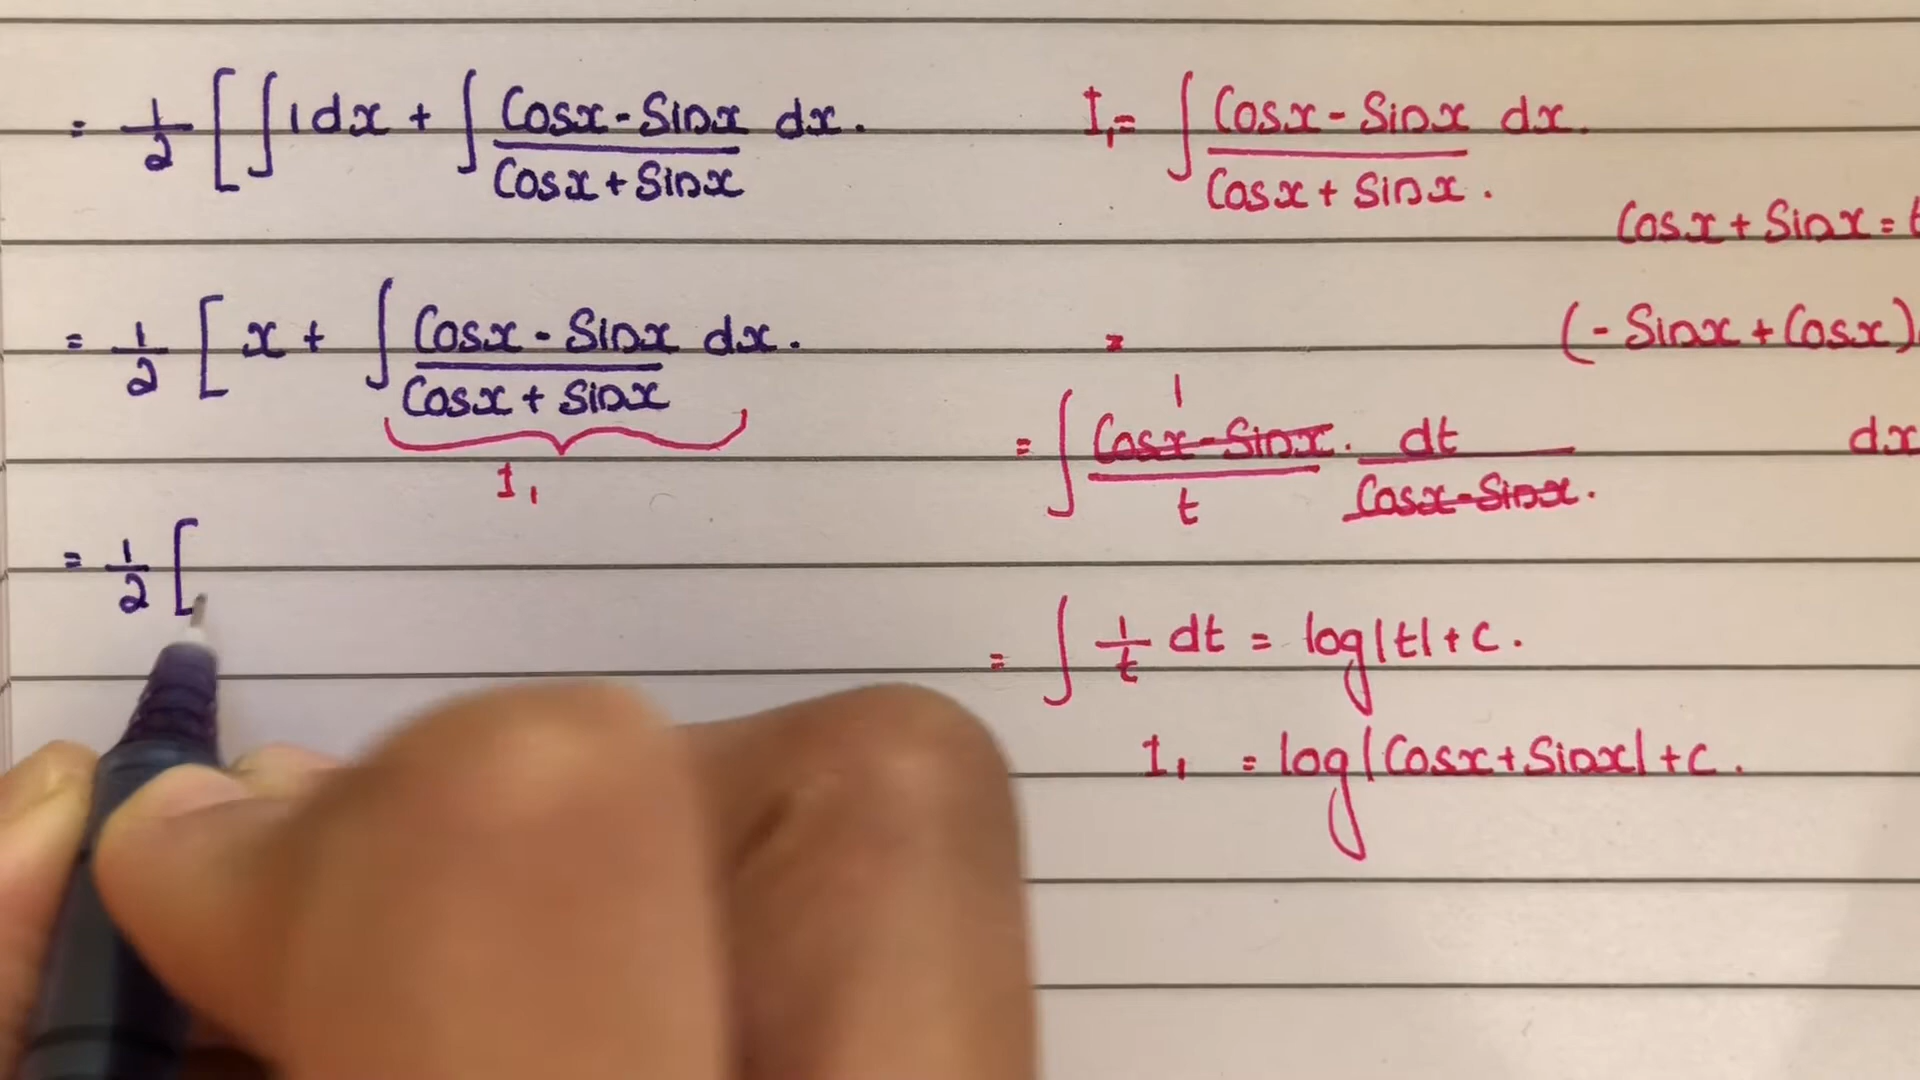 = 1/2 [ ∫ 1 dx + ∫ (Cosx - Sinx)/(Cosx + Sinx) dx.
= 1/2 [ x + ∫ (Cosx - Sinx)/(Cosx + Sinx) dx.
I₁
= 1/2 [
I₁ = ∫ (Cosx - Sinx)/(Cosx + Sinx) dx.
Cosx + Sinx = t
=
(- Sinx + Cosx)
1
= ∫ (Cosx - Sinx)/t . dt/(Cosx - Sinx).
dx
= ∫ 1/t dt = log|t| + c.
I₁ = log|Cosx + Sinx| + c.